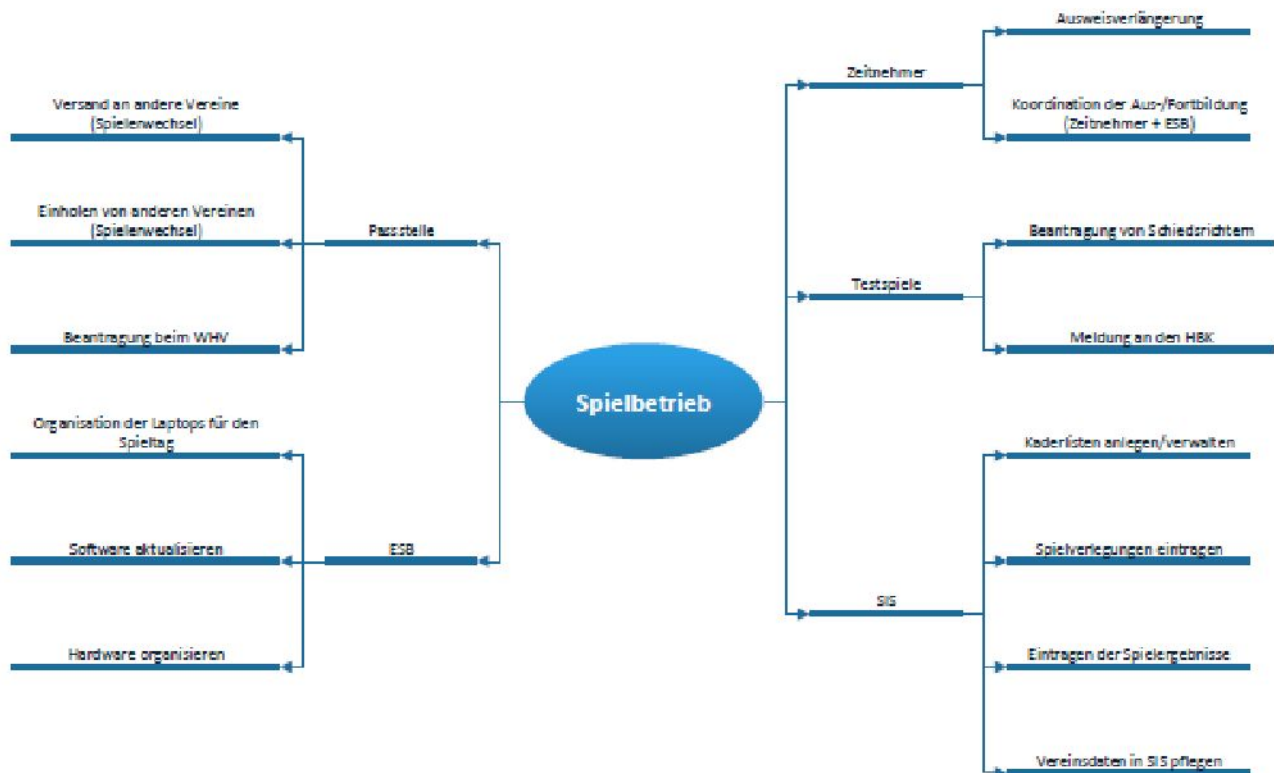 Spielbetrieb
Passtelle
Versand an andere Vereine
(Spielerwechsel)
Einholen von anderen Vereinen
(Spielerwechsel)
Beantragung beim WHV
ESB
Organisation der Laptops für den
Spieltag
Software aktualisieren
Hardware organisieren
Zeitnehmer
Ausweisverlängerung
Koordination der Aus-/Fortbildung
(Zeitnehmer + ESB)
Testspiele
Beantragung von Schiedsrichtern
Meldung an den HBK
SIS
Kaderlisten anlegen/verwalten
Spielverlegungen eintragen
Eintragen der Spielergebnisse
Vereinsdaten in SIS pflegen